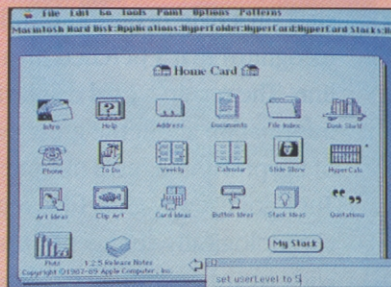 File Edit Go Tools Paint Options Patterns
Macintosh Hard Disk:Applications:HyperFolder:HyperCard:HyperCard Stacks:H
Home Card
Intro Help Address Documents File Index Book Shelf
Phone To Do Weekly Calendar Slide Show HyperCalc
Art Ideas Clip Art Card Ideas Button Ideas Stack Ideas Quotations
Plots 1.2.5 Release Notes My Stack
Copyright ©1987-89 Apple Computer, Inc.
set userLevel to 5